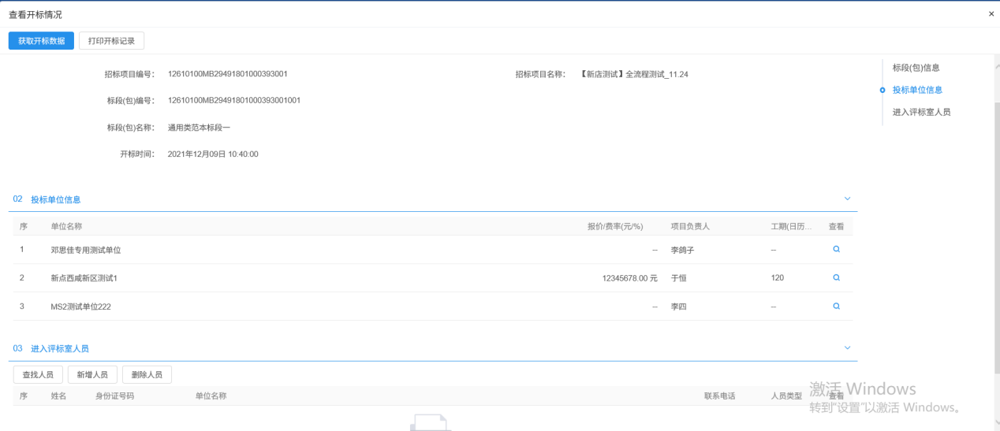 查看开标情况 ×
获取开标数据 打印开标记录
招标项目编号： 12610100MB29491801000393001 招标项目名称： 【新店测试】全流程测试_11.24
标段(包)编号： 12610100MB29491801000393001001
标段(包)名称： 通用类范本标段一
开标时间： 2021年12月09日 10:40:00
标段(包)信息
投标单位信息
进入评标室人员
02 投标单位信息
序 单位名称 报价/费率(元/%) 项目负责人 工期(日历... 查看
1 邓思佳专用测试单位 -- 李鸽子 --
2 新点西咸新区测试1 12345678.00 元 于恒 120
3 MS2测试单位222 -- 李四 --
03 进入评标室人员
查找人员 新增人员 删除人员
序 姓名 身份证号码 单位名称 联系电话 人员类型 查看
激活 Windows
转到"设置"以激活 Windows。